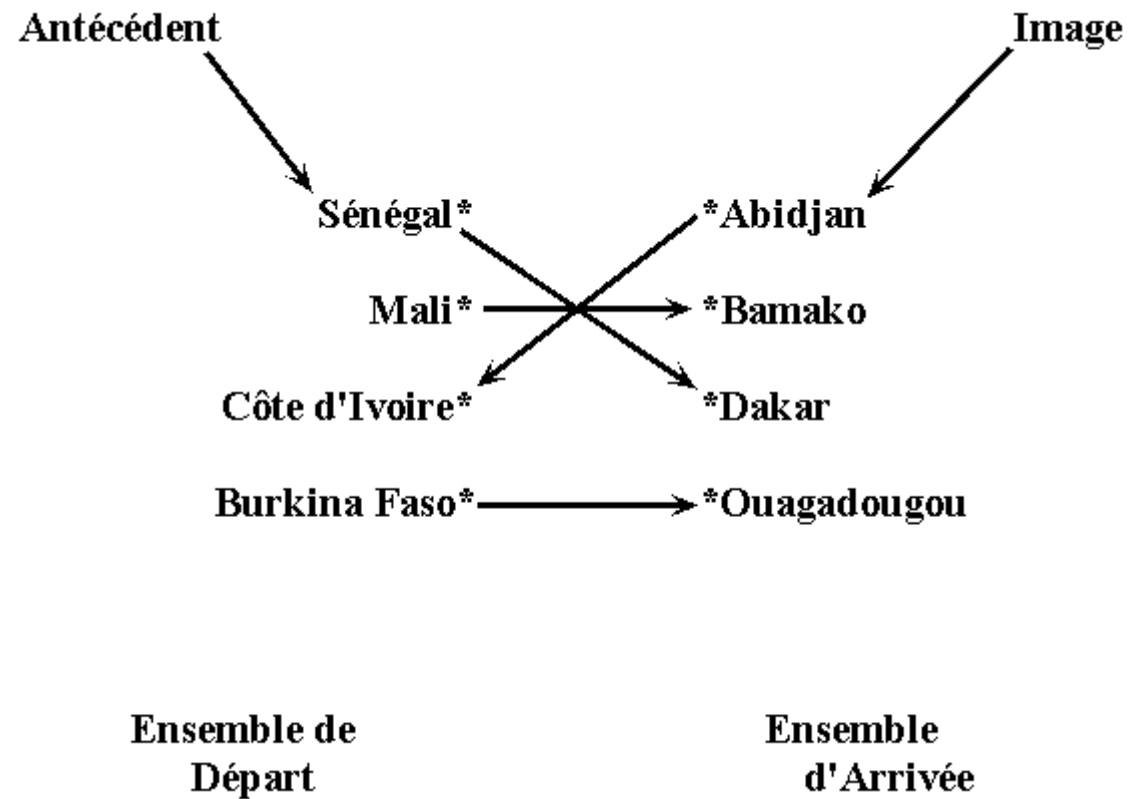 Antécédent
Image
Sénégal*
*Abidjan
Mali*
*Bamako
Côte d'Ivoire*
*Dakar
Burkina Faso*
*Ouagadougou
Ensemble de
Départ
Ensemble
d'Arrivée